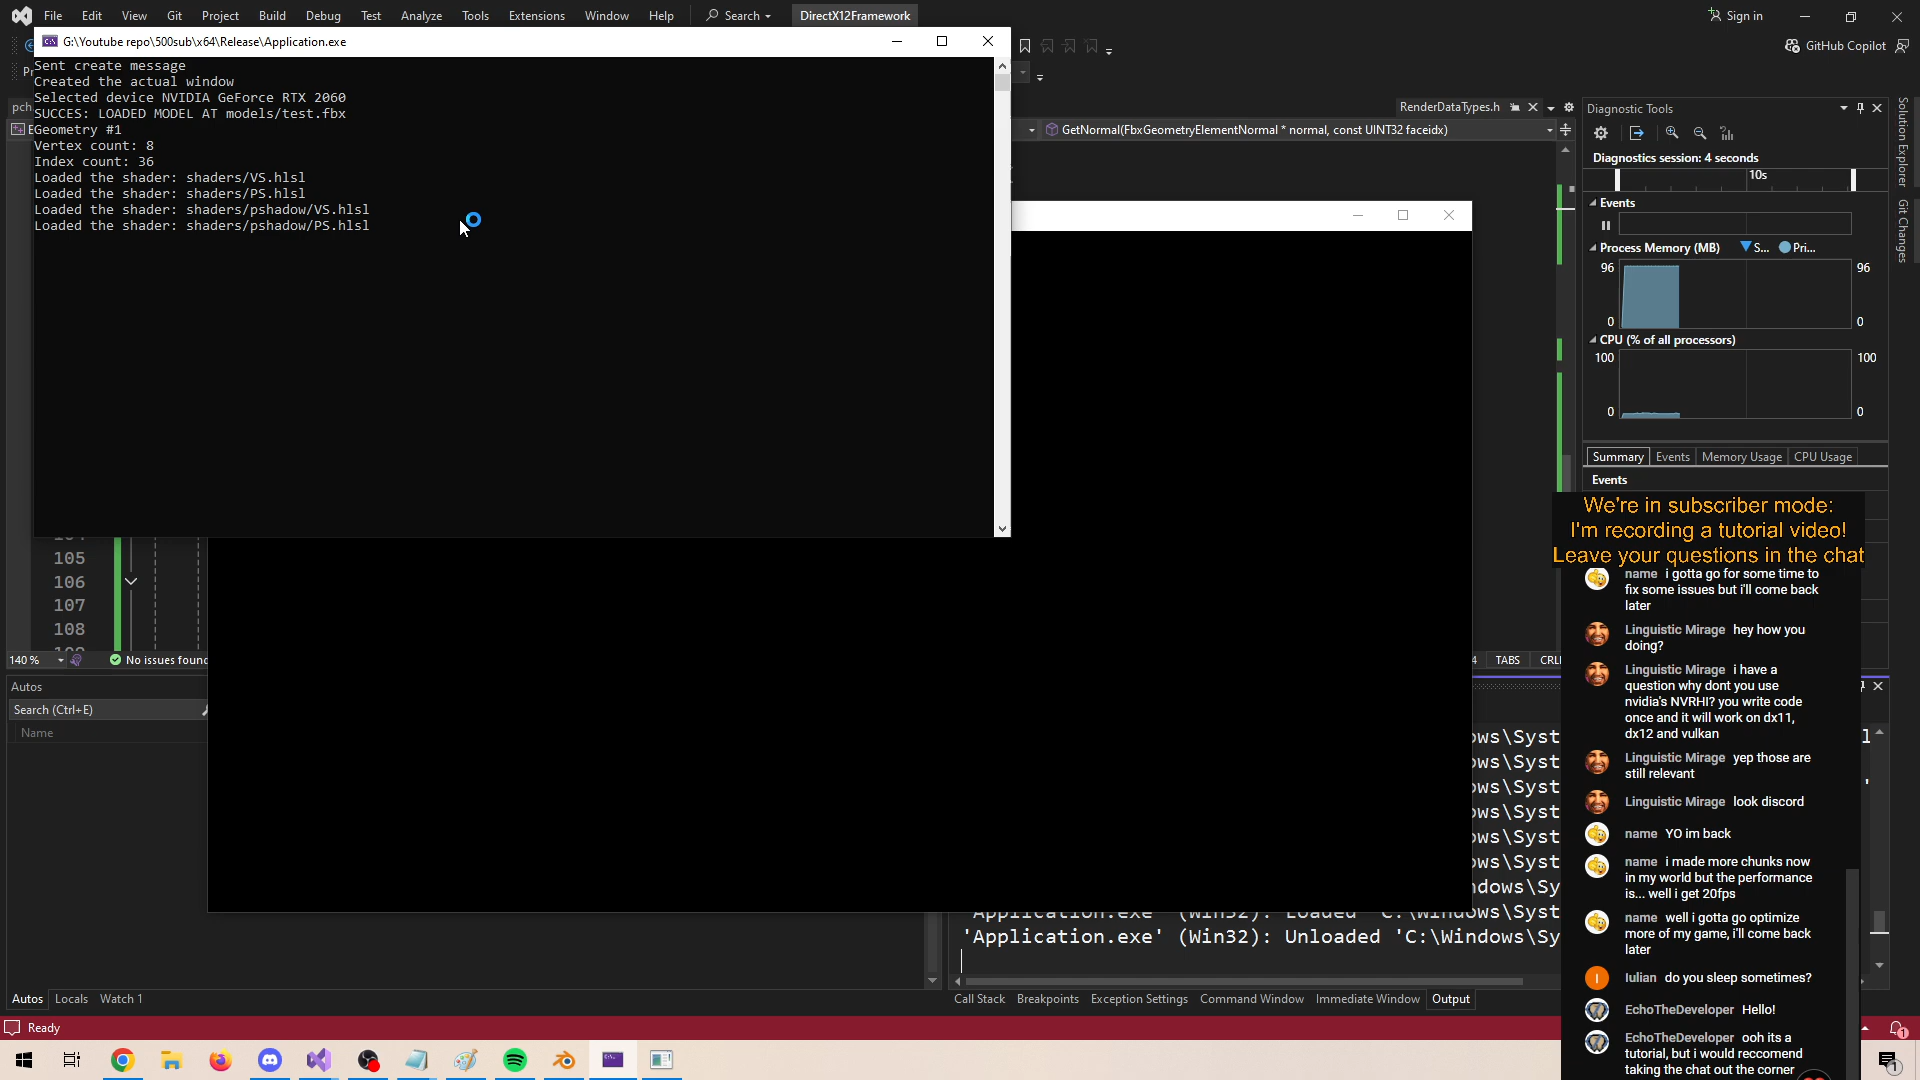 File Edit View Git Project Build Debug Test Analyze Tools Extensions Window Help Search DirectX12Framework Sign in
GitHub Copilot
G:\Youtube repo\500sub\x64\Release\Application.exe
Sent create message
Created the actual window
Selected device NVIDIA GeForce RTX 2060
SUCCES: LOADED MODEL AT models/test.fbx
Geometry #1
Vertex count: 8
Index count: 36
Loaded the shader: shaders/VS.hlsl
Loaded the shader: shaders/PS.hlsl
Loaded the shader: shaders/pshadow/VS.hlsl
Loaded the shader: shaders/pshadow/PS.hlsl
pch
RenderDataTypes.h
GetNormal(FbxGeometryElementNormal * normal, const UINT32 faceidx)
105
106
107
108
140 %
No issues found
TABS
Autos
Search (Ctrl+E)
Name
Autos Locals Watch 1
Diagnostic Tools
Diagnostics session: 4 seconds
10s
Events
Process Memory (MB) S... Pri...
96 96
0 0
CPU (% of all processors)
100 100
0 0
Summary Events Memory Usage CPU Usage
Events
Solution Explorer
Git Changes
'Application.exe' (Win32): Loaded 'C:\Windows\Syst
'Application.exe' (Win32): Unloaded 'C:\Windows\Sy
Call Stack Breakpoints Exception Settings Command Window Immediate Window Output
We're in subscriber mode:
I'm recording a tutorial video!
Leave your questions in the chat
name i gotta go for some time to
fix some issues but i'll come back
later
Linguistic Mirage hey how you
doing?
Linguistic Mirage i have a
question why dont you use
nvidia's NVRHI? you write code
once and it will work on dx11,
dx12 and vulkan
Linguistic Mirage yep those are
still relevant
Linguistic Mirage look discord
name YO im back
name i made more chunks now
in my world but the performance
is... well i get 20fps
name well i gotta go optimize
more of my game, i'll come back
later
Iulian do you sleep sometimes?
EchoTheDeveloper Hello!
EchoTheDeveloper ooh its a
tutorial, but i would reccomend
taking the chat out the corner
Ready
1
1